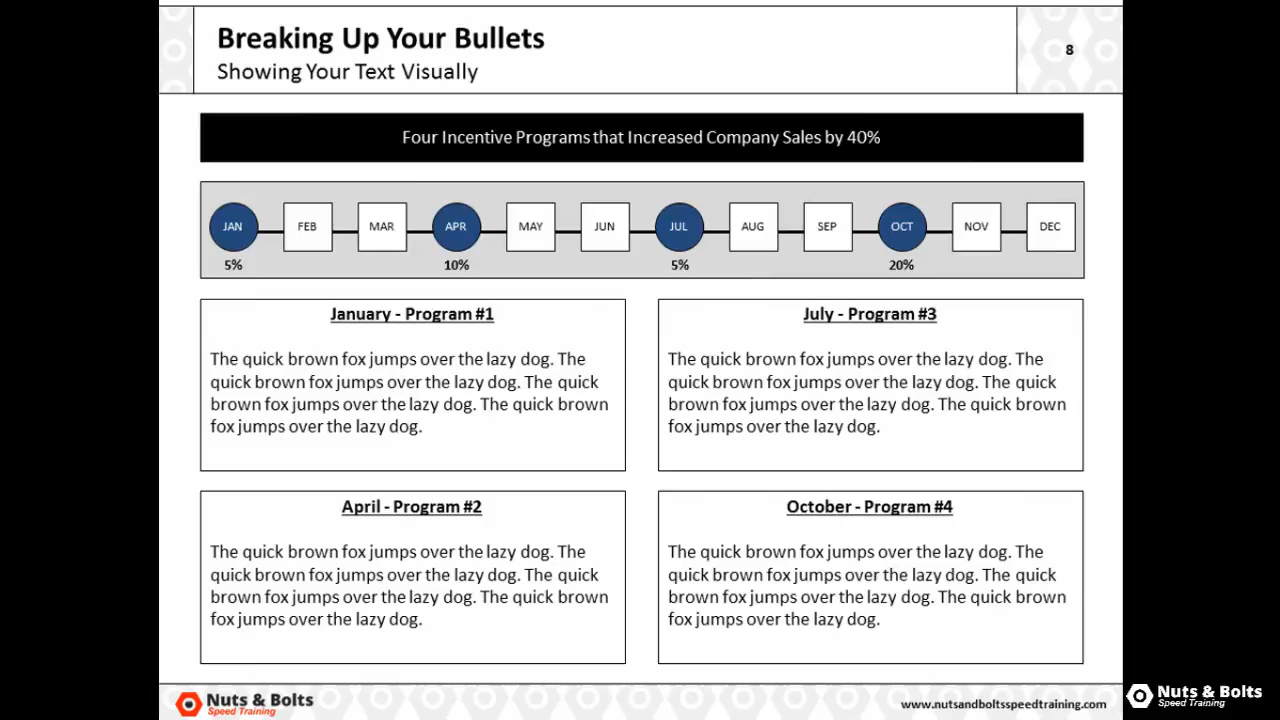 Breaking Up Your Bullets
Showing Your Text Visually
8
Four Incentive Programs that Increased Company Sales by 40%
JAN FEB MAR APR MAY JUN JUL AUG SEP OCT NOV DEC
5% 10% 5% 20%
January - Program #1
The quick brown fox jumps over the lazy dog. The
quick brown fox jumps over the lazy dog. The quick
brown fox jumps over the lazy dog. The quick brown
fox jumps over the lazy dog.
July - Program #3
The quick brown fox jumps over the lazy dog. The
quick brown fox jumps over the lazy dog. The quick
brown fox jumps over the lazy dog. The quick brown
fox jumps over the lazy dog.
April - Program #2
The quick brown fox jumps over the lazy dog. The
quick brown fox jumps over the lazy dog. The quick
brown fox jumps over the lazy dog. The quick brown
fox jumps over the lazy dog.
October - Program #4
The quick brown fox jumps over the lazy dog. The
quick brown fox jumps over the lazy dog. The quick
brown fox jumps over the lazy dog. The quick brown
fox jumps over the lazy dog.
Nuts & Bolts
Speed Training
www.nutsandboltsspeedtraining.com
Nuts & Bolts
Speed Training